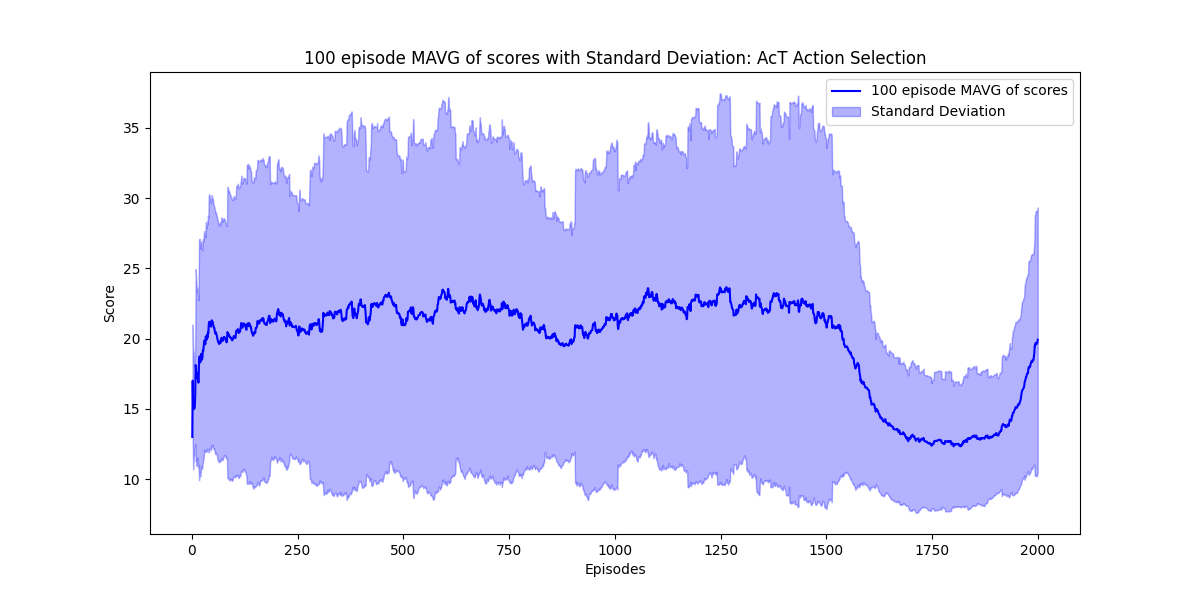 100 episode MAVG of scores with Standard Deviation: AcT Action Selection
100 episode MAVG of scores
Standard Deviation
Score
35
30
25
20
15
10
0 250 500 750 1000 1250 1500 1750 2000
Episodes